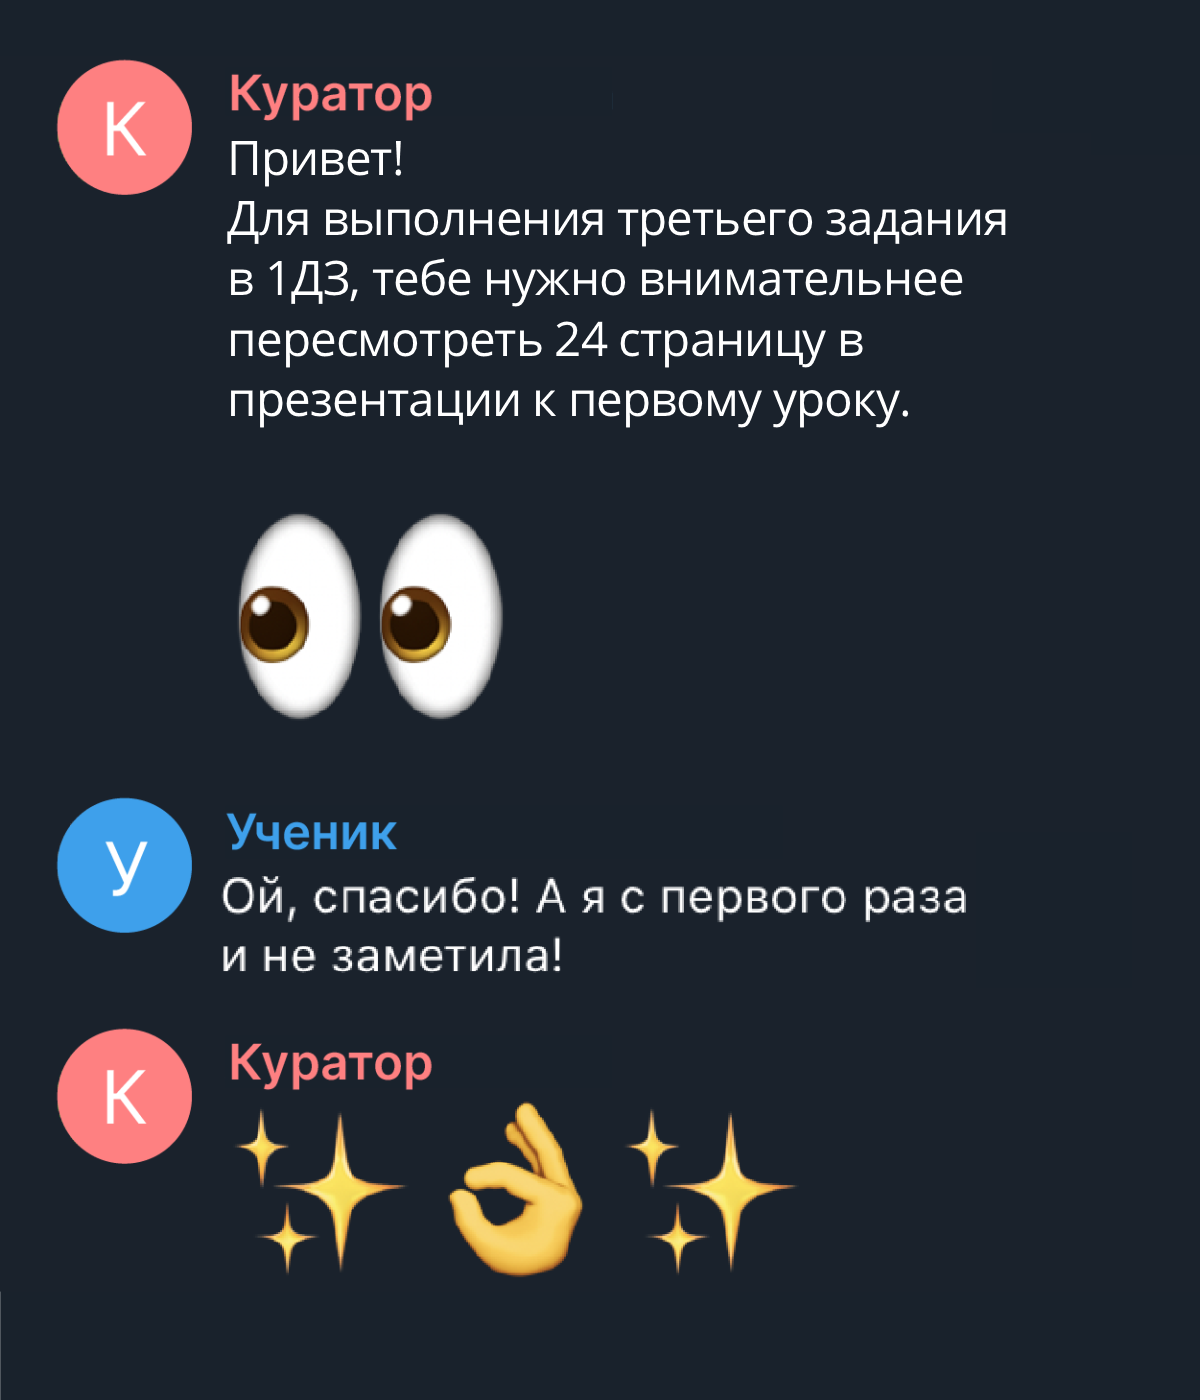 К
Куратор
Привет!
Для выполнения третьего задания
в 1ДЗ, тебе нужно внимательнее
пересмотреть 24 страницу в
презентации к первому уроку.
У
Ученик
Ой, спасибо! А я с первого раза
и не заметила!
К
Куратор